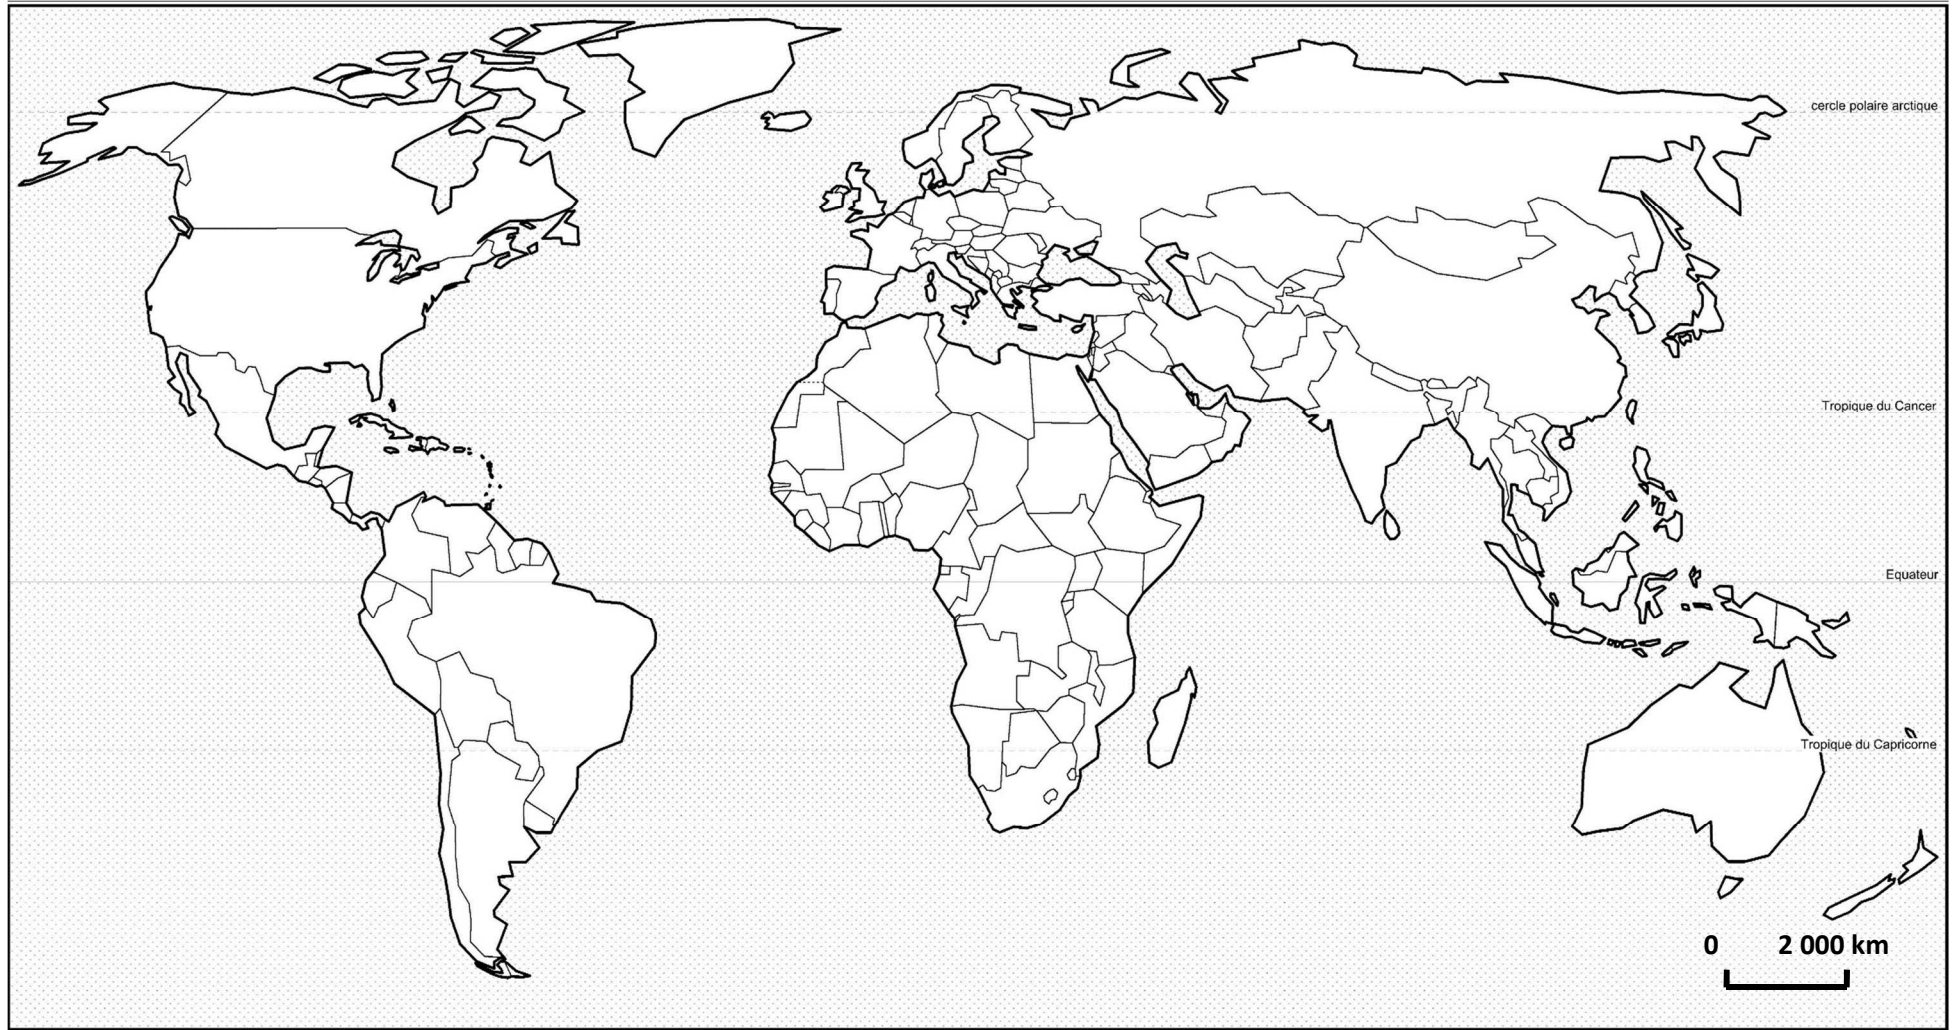 cercle polaire arctique
Tropique du Cancer
Equateur
Tropique du Capricorne
0 2 000 km